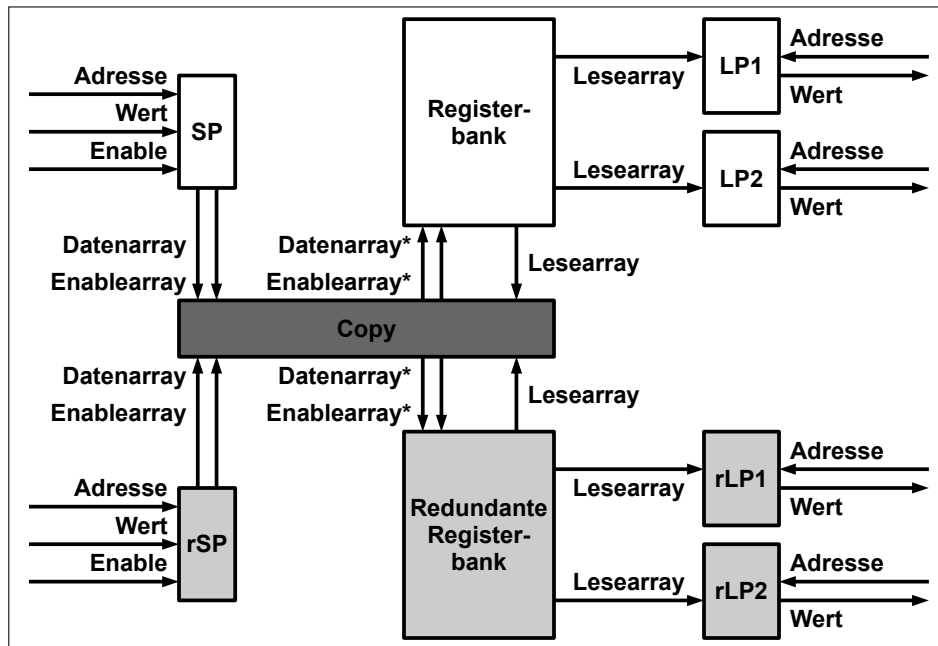 Adresse
Wert
Enable
SP
Register-
bank
Lesearray
Lesearray
LP1
LP2
Adresse
Wert
Adresse
Wert
Datenarray
Enablearray
Datenarray*
Enablearray*
Lesearray
Copy
Datenarray
Enablearray
Datenarray*
Enablearray*
Lesearray
Adresse
Wert
Enable
rSP
Redundante
Register-
bank
Lesearray
Lesearray
rLP1
rLP2
Adresse
Wert
Adresse
Wert